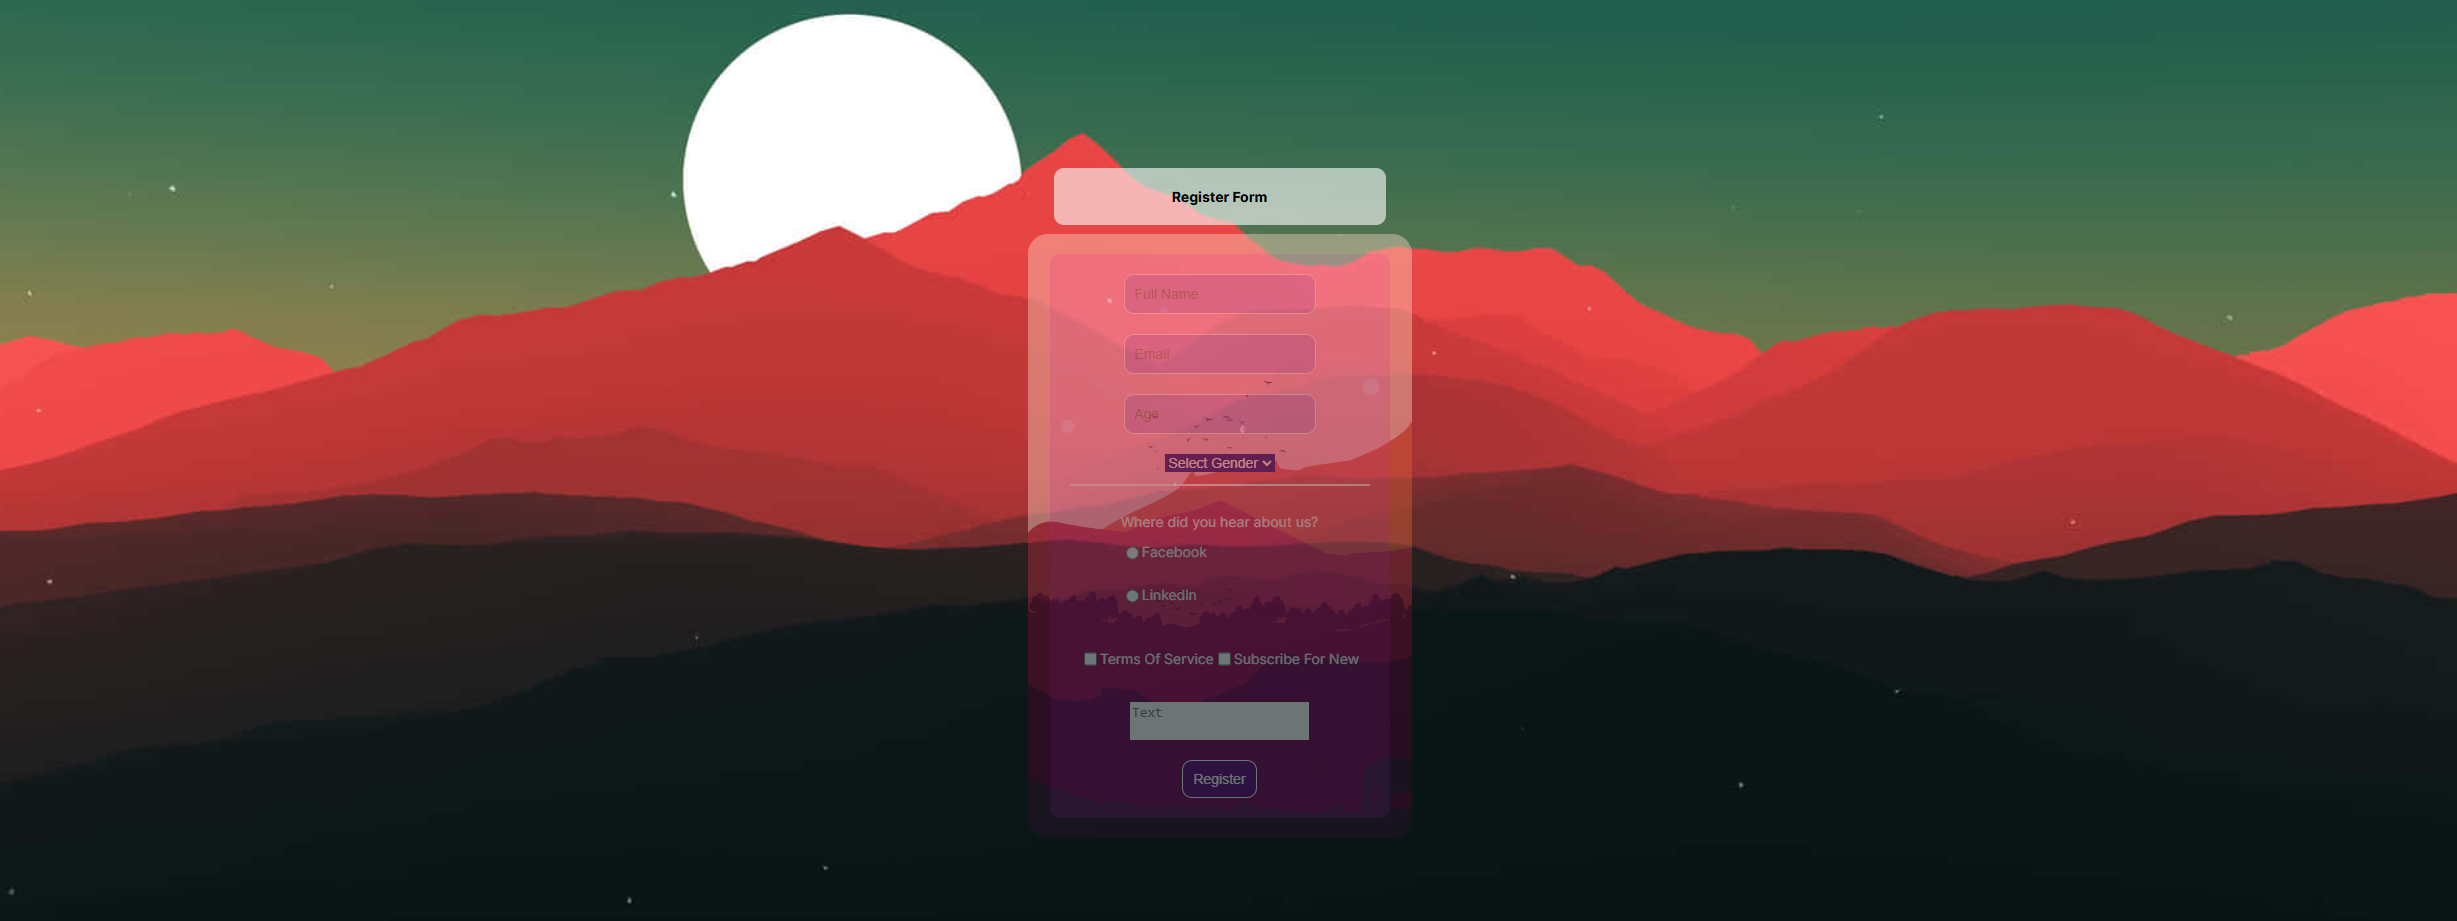 Register Form
Full Name
Email
Age
Select Gender
Where did you hear about us?
Facebook
LinkedIn
Terms Of Service Subscribe For New
Text
Register